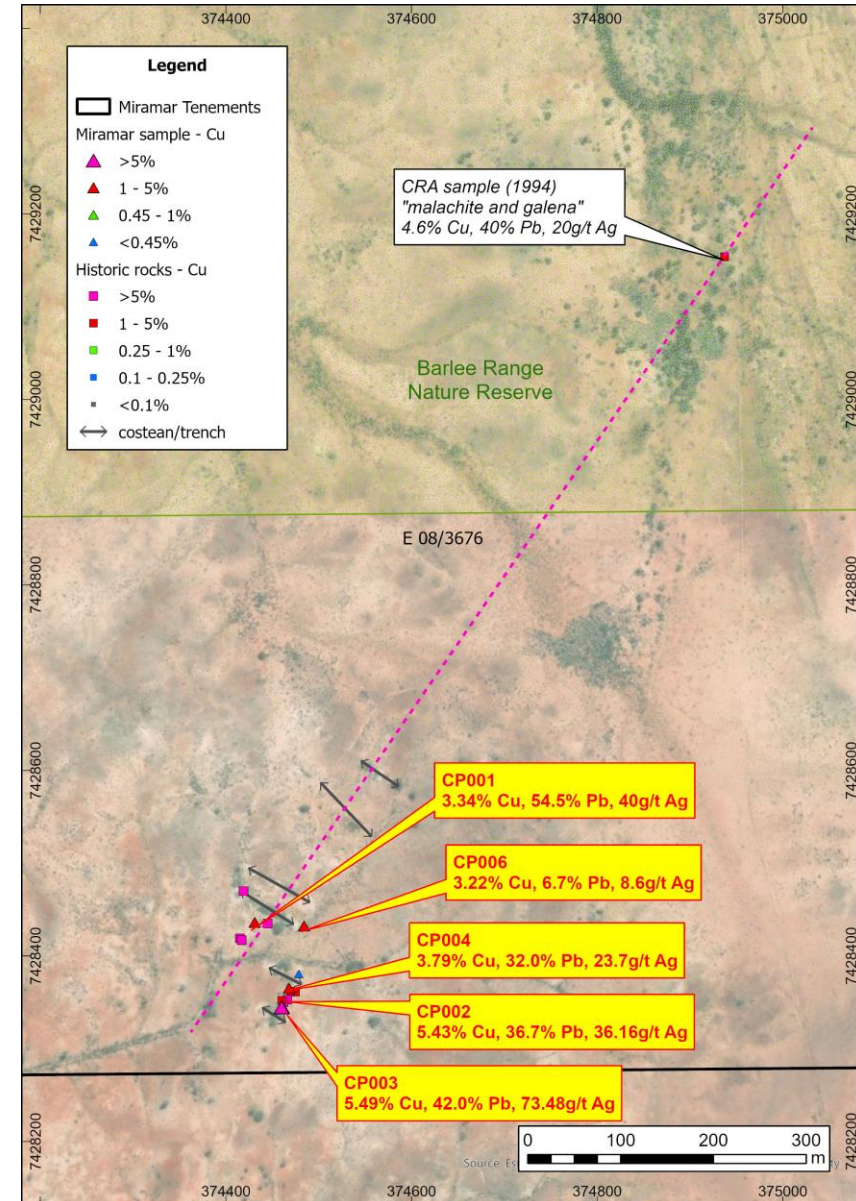 374400
374600
374800
375000
Legend
Miramar Tenements
Miramar sample - Cu
>5%
1 - 5%
0.45 - 1%
<0.45%
Historic rocks - Cu
>5%
1 - 5%
0.25 - 1%
0.1 - 0.25%
<0.1%
costean/trench
7429200
7429200
CRA sample (1994)
"malachite and galena"
4.6% Cu, 40% Pb, 20g/t Ag
7429000
7429000
Barlee Range
Nature Reserve
E 08/3676
7428800
7428800
7428600
7428600
CP001
3.34% Cu, 54.5% Pb, 40g/t Ag
CP006
3.22% Cu, 6.7% Pb, 8.6g/t Ag
7428400
7428400
CP004
3.79% Cu, 32.0% Pb, 23.7g/t Ag
CP002
5.43% Cu, 36.7% Pb, 36.16g/t Ag
CP003
5.49% Cu, 42.0% Pb, 73.48g/t Ag
7428200
7428200
0 100 200 300
m
Source:
374400
374600
374800
375000